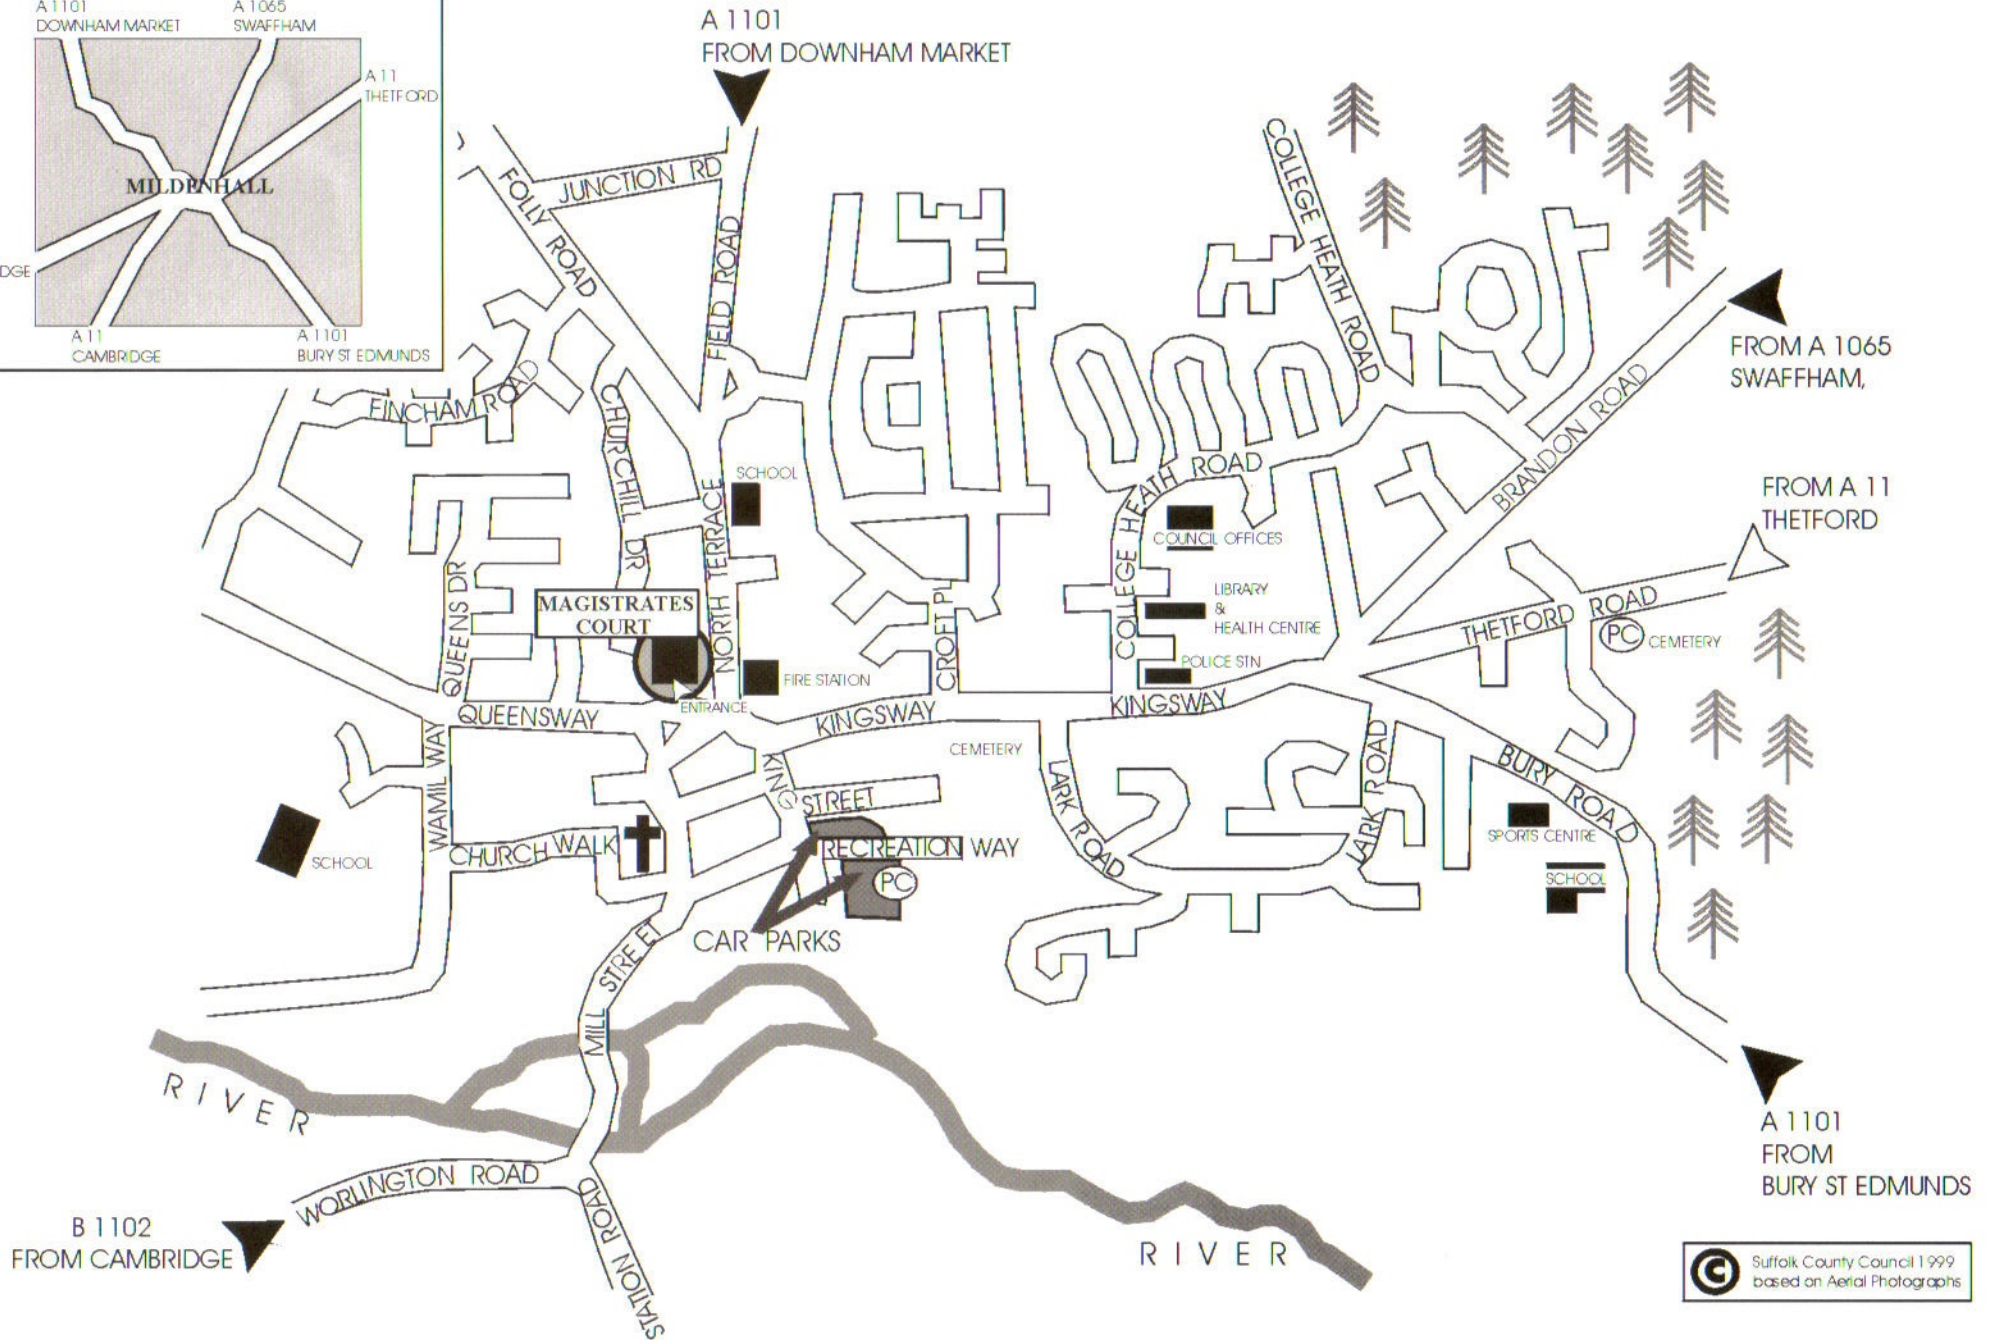 A 1101
DOWNHAM MARKET
A 1065
SWAFFHAM
A 11
THETFORD
MILDENHALL
DGE
A 11
CAMBRIDGE
A 1101
BURY ST EDMUNDS
A 1101
FROM DOWNHAM MARKET
JUNCTION RD
FOLLY ROAD
FIELD ROAD
COLLEGE HEATH ROAD
FROM A 1065
SWAFFHAM,
FINCHAM ROAD
CHURCHILL DR
BRANDON ROAD
SCHOOL
COLLEGE HEATH ROAD
FROM A 11
THETFORD
NORTH TERRACE
COUNCIL OFFICES
QUEENS DR
MAGISTRATES
COURT
CROFT PL
COLLEGE
LIBRARY
&
HEALTH CENTRE
THETFORD ROAD
PC
CEMETERY
POLICE STN
FIRE STATION
ENTRANCE
QUEENSWAY
KINGSWAY
KINGSWAY
CEMETERY
WAMIL WAY
KING STREET
LARK ROAD
LARK ROAD
LARK ROAD
BURY ROAD
SPORTS CENTRE
SCHOOL
CHURCH WALK
RECREATION WAY
SCHOOL
PC
CAR PARKS
MILL STREET
RIVER
A 1101
FROM
BURY ST EDMUNDS
WORLINGTON ROAD
STATION ROAD
B 1102
FROM CAMBRIDGE
RIVER
C
Suffolk County Council 1999
based on Aerial Photographs